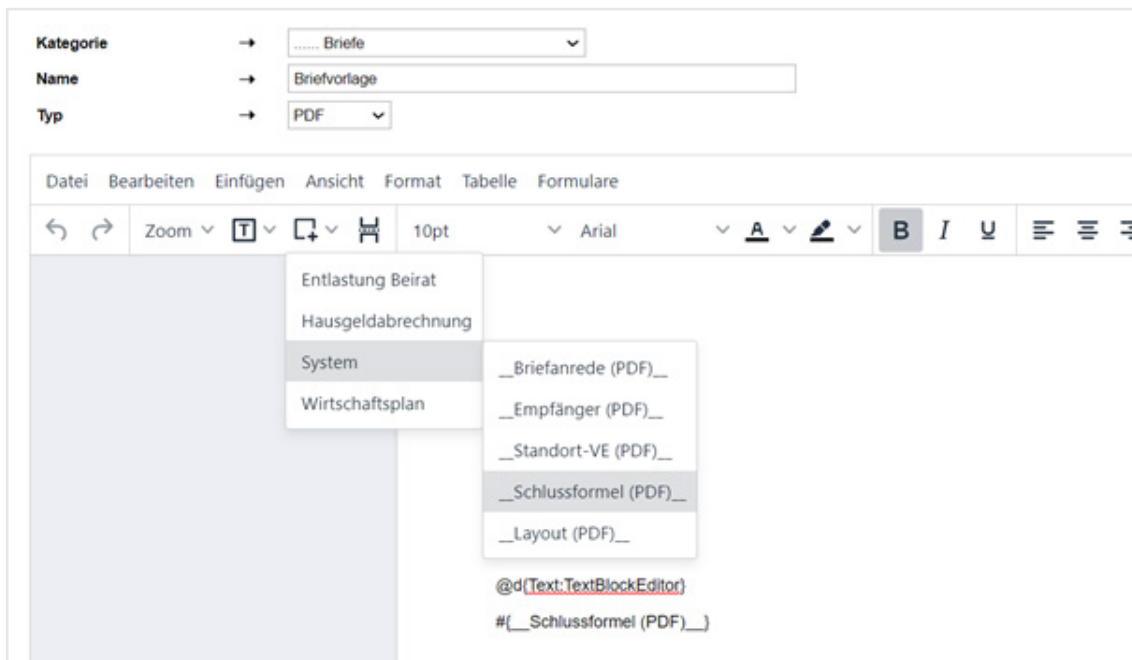 Kategorie → ...... Briefe
Name → Briefvorlage
Typ → PDF
Datei Bearbeiten Einfügen Ansicht Format Tabelle Formulare
Zoom T 10pt Arial A B I U
Entlastung Beirat
Hausgeldabrechnung
System
Wirtschaftsplan
__Briefanrede (PDF)__
__Empfänger (PDF)__
__Standort-VE (PDF)__
__Schlussformel (PDF)__
__Layout (PDF)__
@d{Text:TextBlockEditor}
#{__Schlussformel (PDF)__}